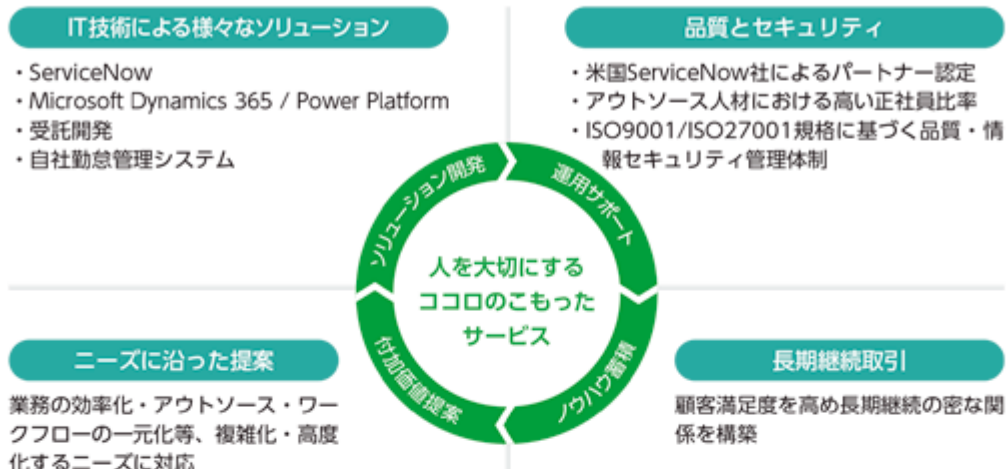 IT技術による様々なソリューション
・ServiceNow
・Microsoft Dynamics 365 / Power Platform
・受託開発
・自社勤怠管理システム
品質とセキュリティ
・米国ServiceNow社によるパートナー認定
・アウトソース人材における高い正社員比率
・ISO9001/ISO27001規格に基づく品質・情
報セキュリティ管理体制
ソリューション開発
運用サポート
人を大切にする
ココロのこもった
サービス
付加価値提案
ノウハウ蓄積
ニーズに沿った提案
業務の効率化・アウトソース・ワー
クフローの一元化等、複雑化・高度
化するニーズに対応
長期継続取引
顧客満足度を高め長期継続の密な関
係を構築